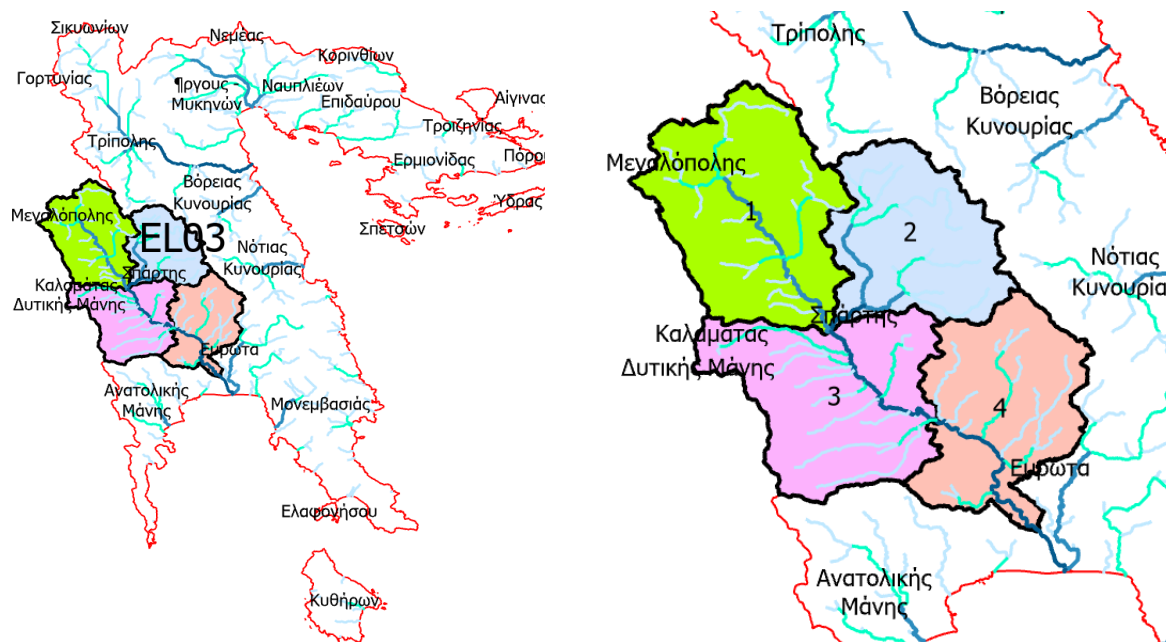 Σικυωνίων
Νεμέας
Κορινθίων
Γορτυνίας
¶ργους -
Μυκηνών
Ναυπλιέων
Επιδαύρου
Αίγινας
Τροιζηνίας
Τρίπολης
Ερμιονίδας
Πόρου
Βόρειας
Κυνουρίας
Ύδρας
Σπετσών
Μεγαλόπολης
EL03
Νότιας
Κυνουρίας
Σπάρτης
Καλαμάτας
Δυτικής Μάνης
Ευρώτα
Ανατολικής
Μάνης
Μονεμβασιάς
Ελαφονήσου
Κυθήρων
Τρίπολης
Βόρειας
Κυνουρίας
Μεγαλόπολης
1
2
Νότιας
Κυνουρία
Σπάρτης
Καλαμάτας
Δυτικής Μάνης
3
4
Ευρώτα
Ανατολικής
Μάνης